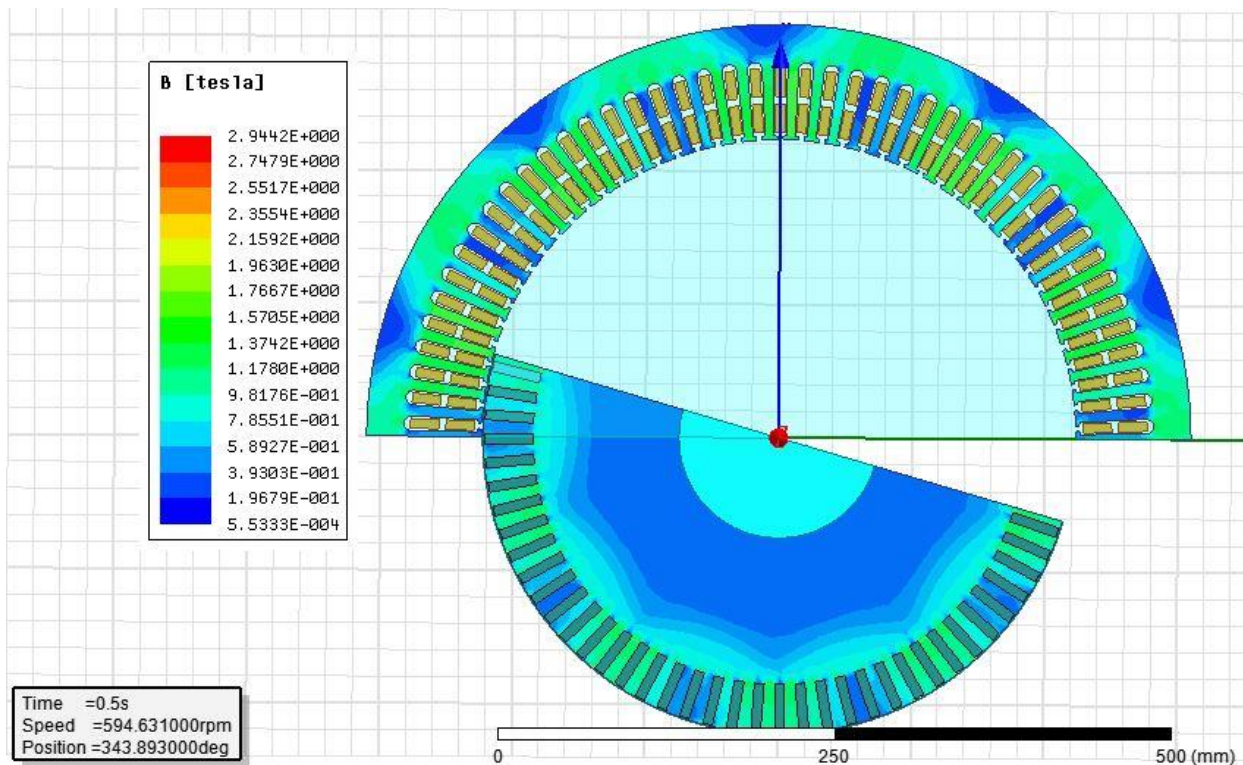 B [tesla]
2.9442E+000
2.7479E+000
2.5517E+000
2.3554E+000
2.1592E+000
1.9630E+000
1.7667E+000
1.5705E+000
1.3742E+000
1.1780E+000
9.8176E-001
7.8551E-001
5.8927E-001
3.9303E-001
1.9679E-001
5.5333E-004
Time =0.5s
Speed =594.631000rpm
Position =343.893000deg
0 250 500 (mm)